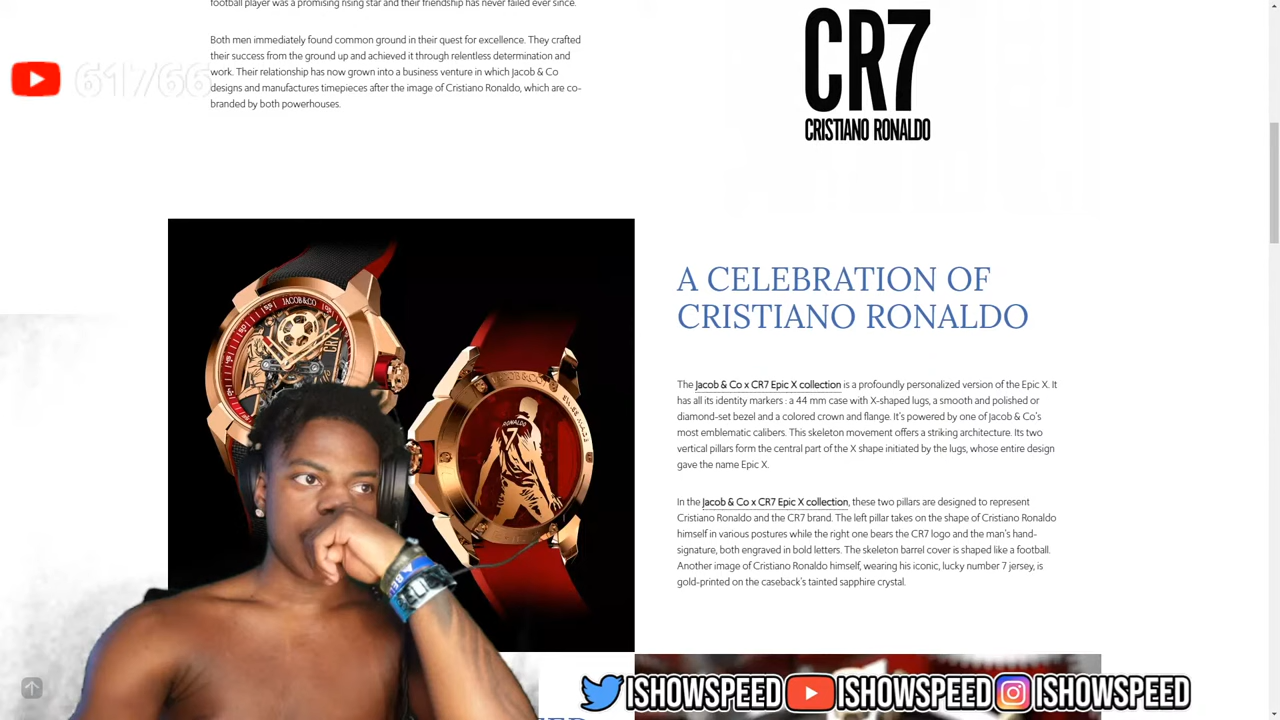 football player was a promising rising star and their friendship has never failed ever since.
Both men immediately found common ground in their quest for excellence. They crafted
their success from the ground up and achieved it through relentless determination and
work. Their relationship has now grown into a business venture in which Jacob & Co
designs and manufactures timepieces after the image of Cristiano Ronaldo, which are co-
branded by both powerhouses.
61766
CR7
CRISTIANO RONALDO
JACOB&CO
CR7
JACOB&CO
RONALDO
7
A CELEBRATION OF
CRISTIANO RONALDO
The Jacob & Co x CR7 Epic X collection is a profoundly personalized version of the Epic X. It
has all its identity markers : a 44 mm case with X-shaped lugs, a smooth and polished or
diamond-set bezel and a colored crown and flange. It's powered by one of Jacob & Co's
most emblematic calibers. This skeleton movement offers a striking architecture. Its two
vertical pillars form the central part of the X shape initiated by the lugs, whose entire design
gave the name Epic X.
In the Jacob & Co x CR7 Epic X collection, these two pillars are designed to represent
Cristiano Ronaldo and the CR7 brand. The left pillar takes on the shape of Cristiano Ronaldo
himself in various postures while the right one bears the CR7 logo and the man's hand-
signature, both engraved in bold letters. The skeleton barrel cover is shaped like a football.
Another image of Cristiano Ronaldo himself, wearing his iconic, lucky number 7 jersey, is
gold-printed on the caseback's tainted sapphire crystal.
ISHOWSPEED ISHOWSPEED ISHOWSPEED